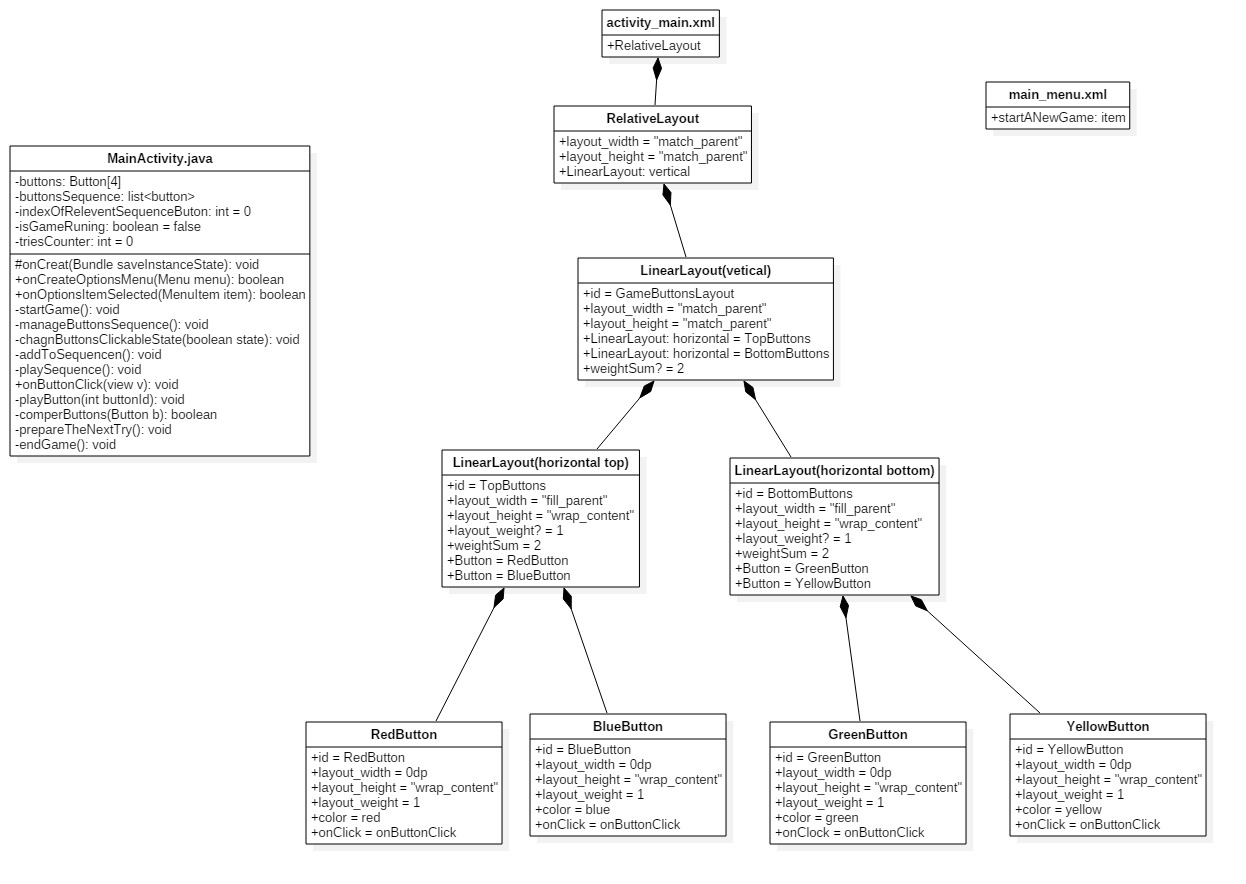 activity_main.xml
+RelativeLayout
main_menu.xml
+startANewGame: item
RelativeLayout
+layout_width = "match_parent"
+layout_height = "match_parent"
+LinearLayout: vertical
MainActivity.java
-buttons: Button[4]
-buttonsSequence: list<button>
-indexOfReleventSequenceButon: int = 0
-isGameRuning: boolean = false
-triesCounter: int = 0
#onCreat(Bundle saveInstanceState): void
+onCreateOptionsMenu(Menu menu): boolean
+onOptionsItemSelected(MenuItem item): boolean
-startGame(): void
-manageButtonsSequence(): void
-chagnButtonsClickableState(boolean state): void
-addToSequencen(): void
-playSequence(): void
+onButtonClick(view v): void
-playButton(int buttonId): void
-comperButtons(Button b): boolean
-prepareTheNextTry(): void
-endGame(): void
LinearLayout(vetical)
+id = GameButtonsLayout
+layout_width = "match_parent"
+layout_height = "match_parent"
+LinearLayout: horizontal = TopButtons
+LinearLayout: horizontal = BottomButtons
+weightSum? = 2
LinearLayout(horizontal top)
+id = TopButtons
+layout_width = "fill_parent"
+layout_height = "wrap_content"
+layout_weight? = 1
+weightSum = 2
+Button = RedButton
+Button = BlueButton
LinearLayout(horizontal bottom)
+id = BottomButtons
+layout_width = "fill_parent"
+layout_height = "wrap_content"
+layout_weight? = 1
+weightSum = 2
+Button = GreenButton
+Button = YellowButton
RedButton
+id = RedButton
+layout_width = 0dp
+layout_height = "wrap_content"
+layout_weight = 1
+color = red
+onClick = onButtonClick
BlueButton
+id = BlueButton
+layout_width = 0dp
+layout_height = "wrap_content"
+layout_weight = 1
+color = blue
+onClick = onButtonClick
GreenButton
+id = GreenButton
+layout_width = 0dp
+layout_height = "wrap_content"
+layout_weight = 1
+color = green
+onClock = onButtonClick
YellowButton
+id = YellowButton
+layout_width = 0dp
+layout_height = "wrap_content"
+layout_weight = 1
+color = yellow
+onClick = onButtonClick